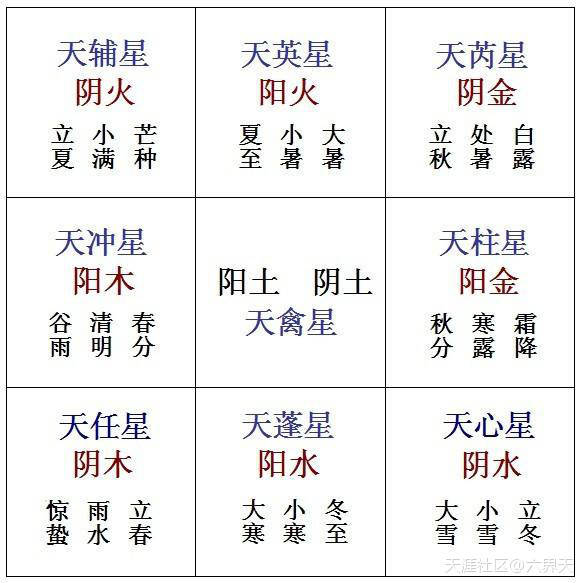 天辅星
阴火
立 小 芒
夏 满 种
天英星
阳火
夏 小 大
至 暑 暑
天芮星
阴金
立 处 白
秋 暑 露
天冲星
阳木
谷 清 春
雨 明 分
阳土 阴土
天禽星
天柱星
阳金
秋 寒 霜
分 露 降
天任星
阴木
惊 雨 立
蛰 水 春
天蓬星
阳水
大 小 冬
寒 寒 至
天心星
阴水
大 小 立
雪 雪 冬
天涯社区@六界天